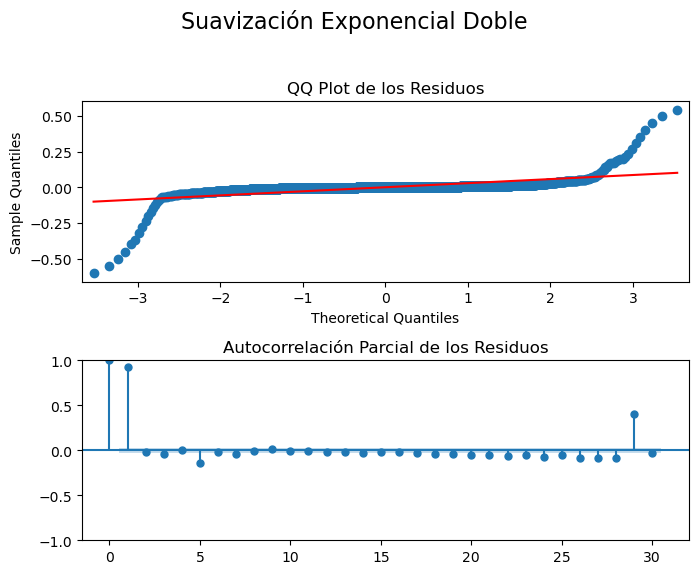 Suavización Exponencial Doble
QQ Plot de los Residuos
0.50
0.25
0.00
−0.25
−0.50
Sample Quantiles
−3 −2 −1 0 1 2 3
Theoretical Quantiles
Autocorrelación Parcial de los Residuos
1.0
0.5
0.0
−0.5
−1.0
0 5 10 15 20 25 30